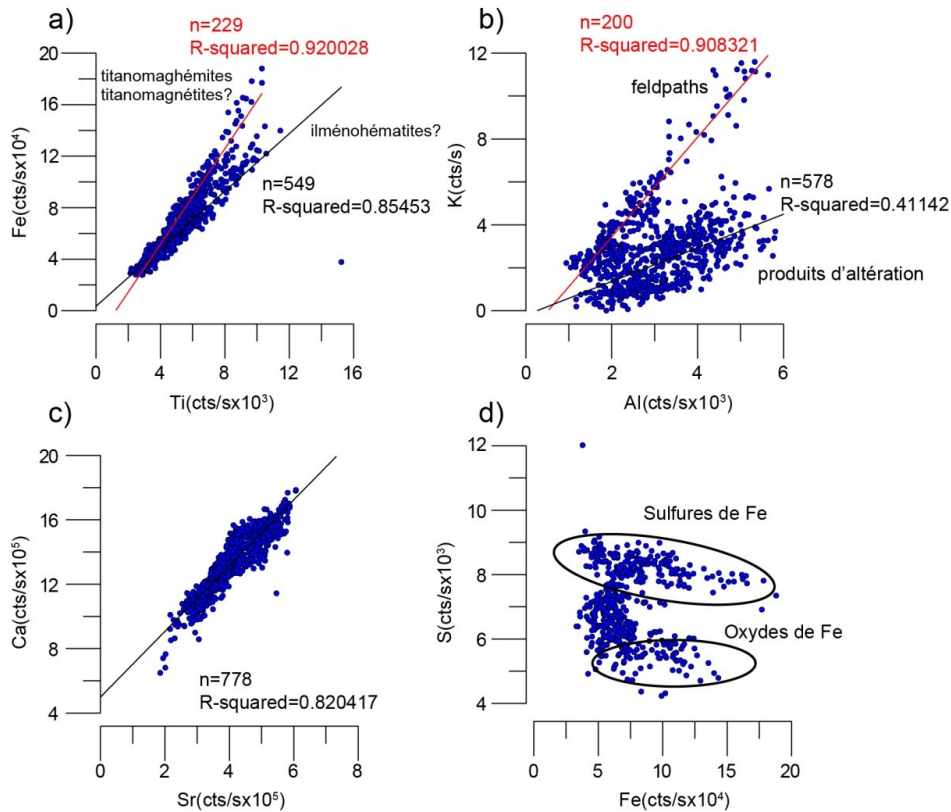 a)
n=229
R-squared=0.920028
titanomaghémites
titanomagnétites?
ilménohématites?
n=549
R-squared=0.85453
Fe(cts/sx10⁴)
20
16
12
8
4
0
0 4 8 12 16
Ti(cts/sx10³)
b)
n=200
R-squared=0.908321
feldpaths
n=578
R-squared=0.41142
produits d'altération
K(cts/s)
12
8
4
0
0 2 4 6
Al(cts/sx10³)
c)
n=778
R-squared=0.820417
Ca(cts/sx10⁵)
20
16
12
8
4
0 2 4 6 8
Sr(cts/sx10⁵)
d)
Sulfures de Fe
Oxydes de Fe
S(cts/sx10³)
12
10
8
6
4
0 5 10 15 20
Fe(cts/sx10⁴)